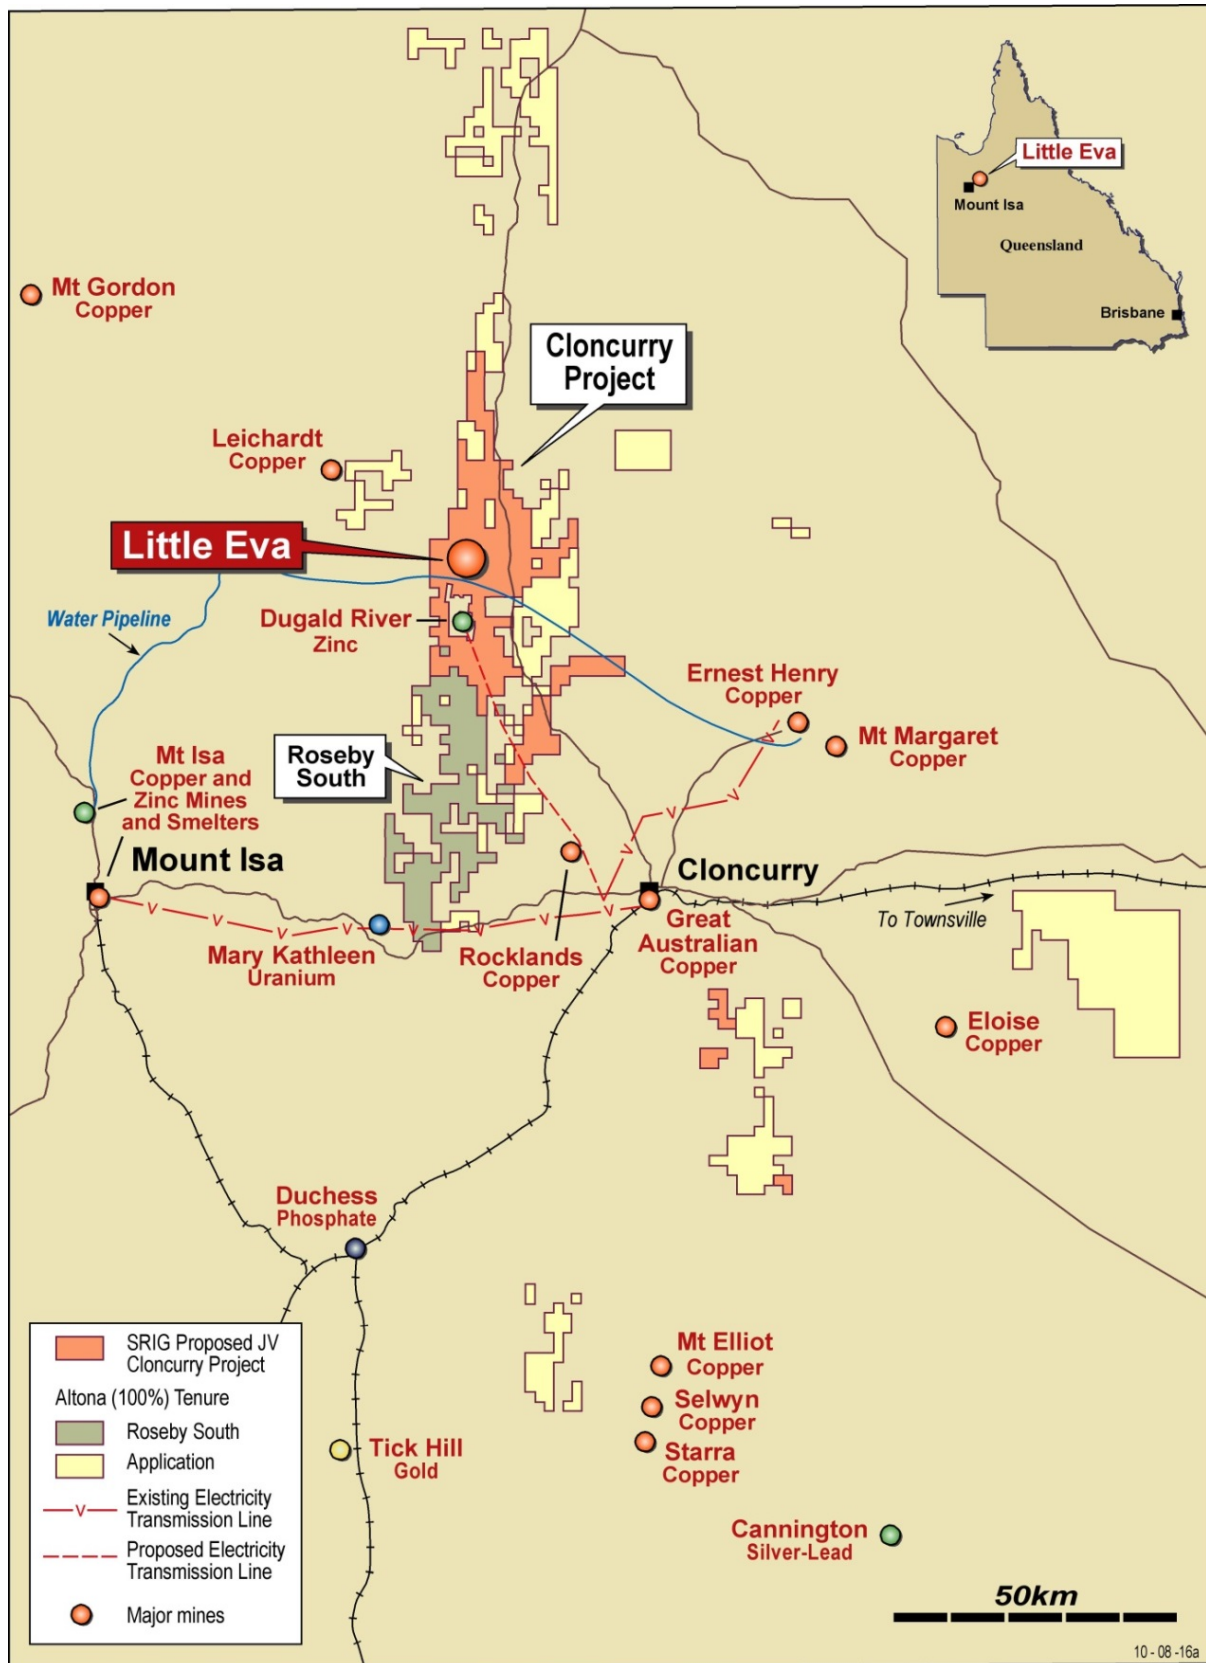 Little Eva
Mount Isa
Queensland
Brisbane
Mt Gordon
Copper
Cloncurry
Project
Leichardt
Copper
Little Eva
Water Pipeline
Dugald River
Zinc
Ernest Henry
Copper
Mt Margaret
Copper
Roseby
South
Mt Isa
Copper and
Zinc Mines
and Smelters
Mount Isa
Cloncurry
To Townsville
Mary Kathleen
Uranium
Rocklands
Copper
Great
Australian
Copper
Eloise
Copper
Duchess
Phosphate
Mt Elliot
Copper
Selwyn
Copper
Starra
Copper
Tick Hill
Gold
Cannington
Silver-Lead
SRIG Proposed JV
Cloncurry Project
Altona (100%) Tenure
Roseby South
Application
V
Existing Electricity
Transmission Line
Proposed Electricity
Transmission Line
Major mines
50km
10 - 08 -16a